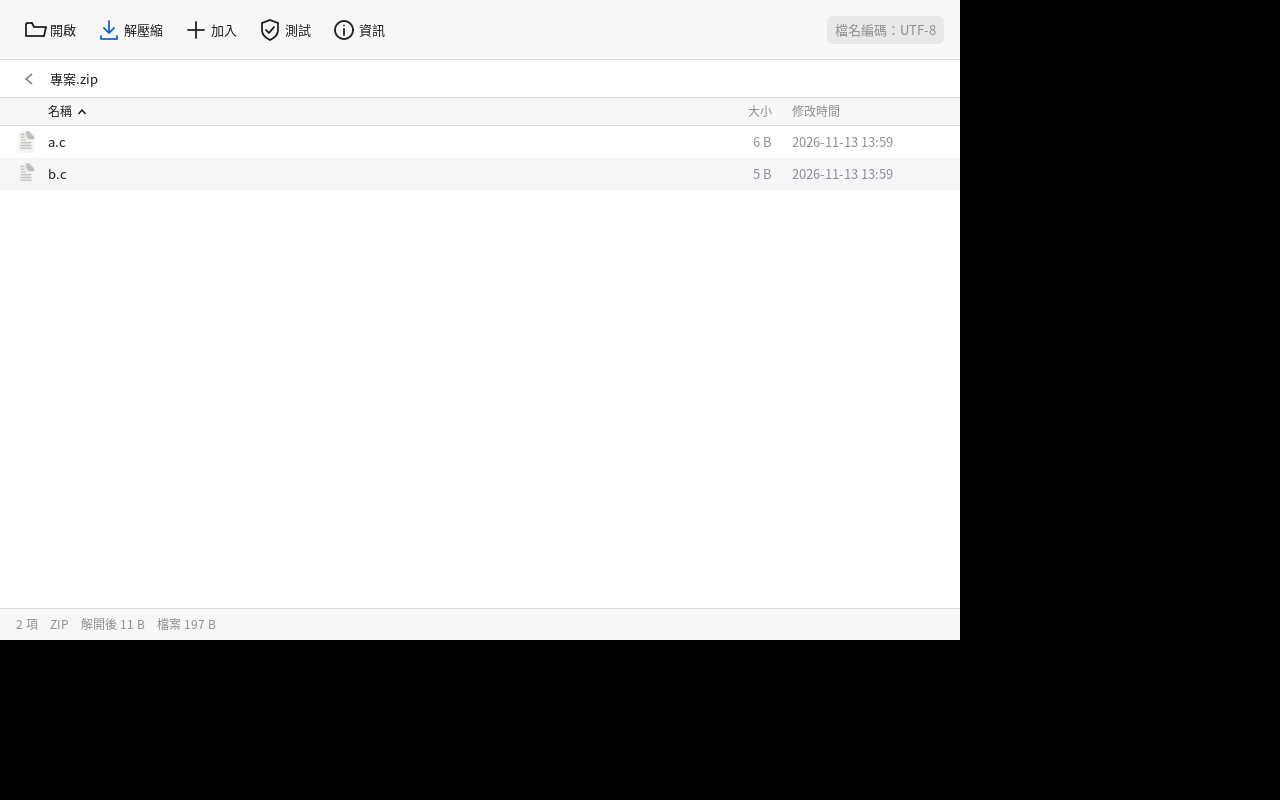 開啟 解壓縮 加入 測試 資訊 檔名編碼：UTF-8
專案.zip
名稱 大小 修改時間
a.c 6 B 2026-11-13 13:59
b.c 5 B 2026-11-13 13:59
2 項 ZIP 解開後 11 B 檔案 197 B